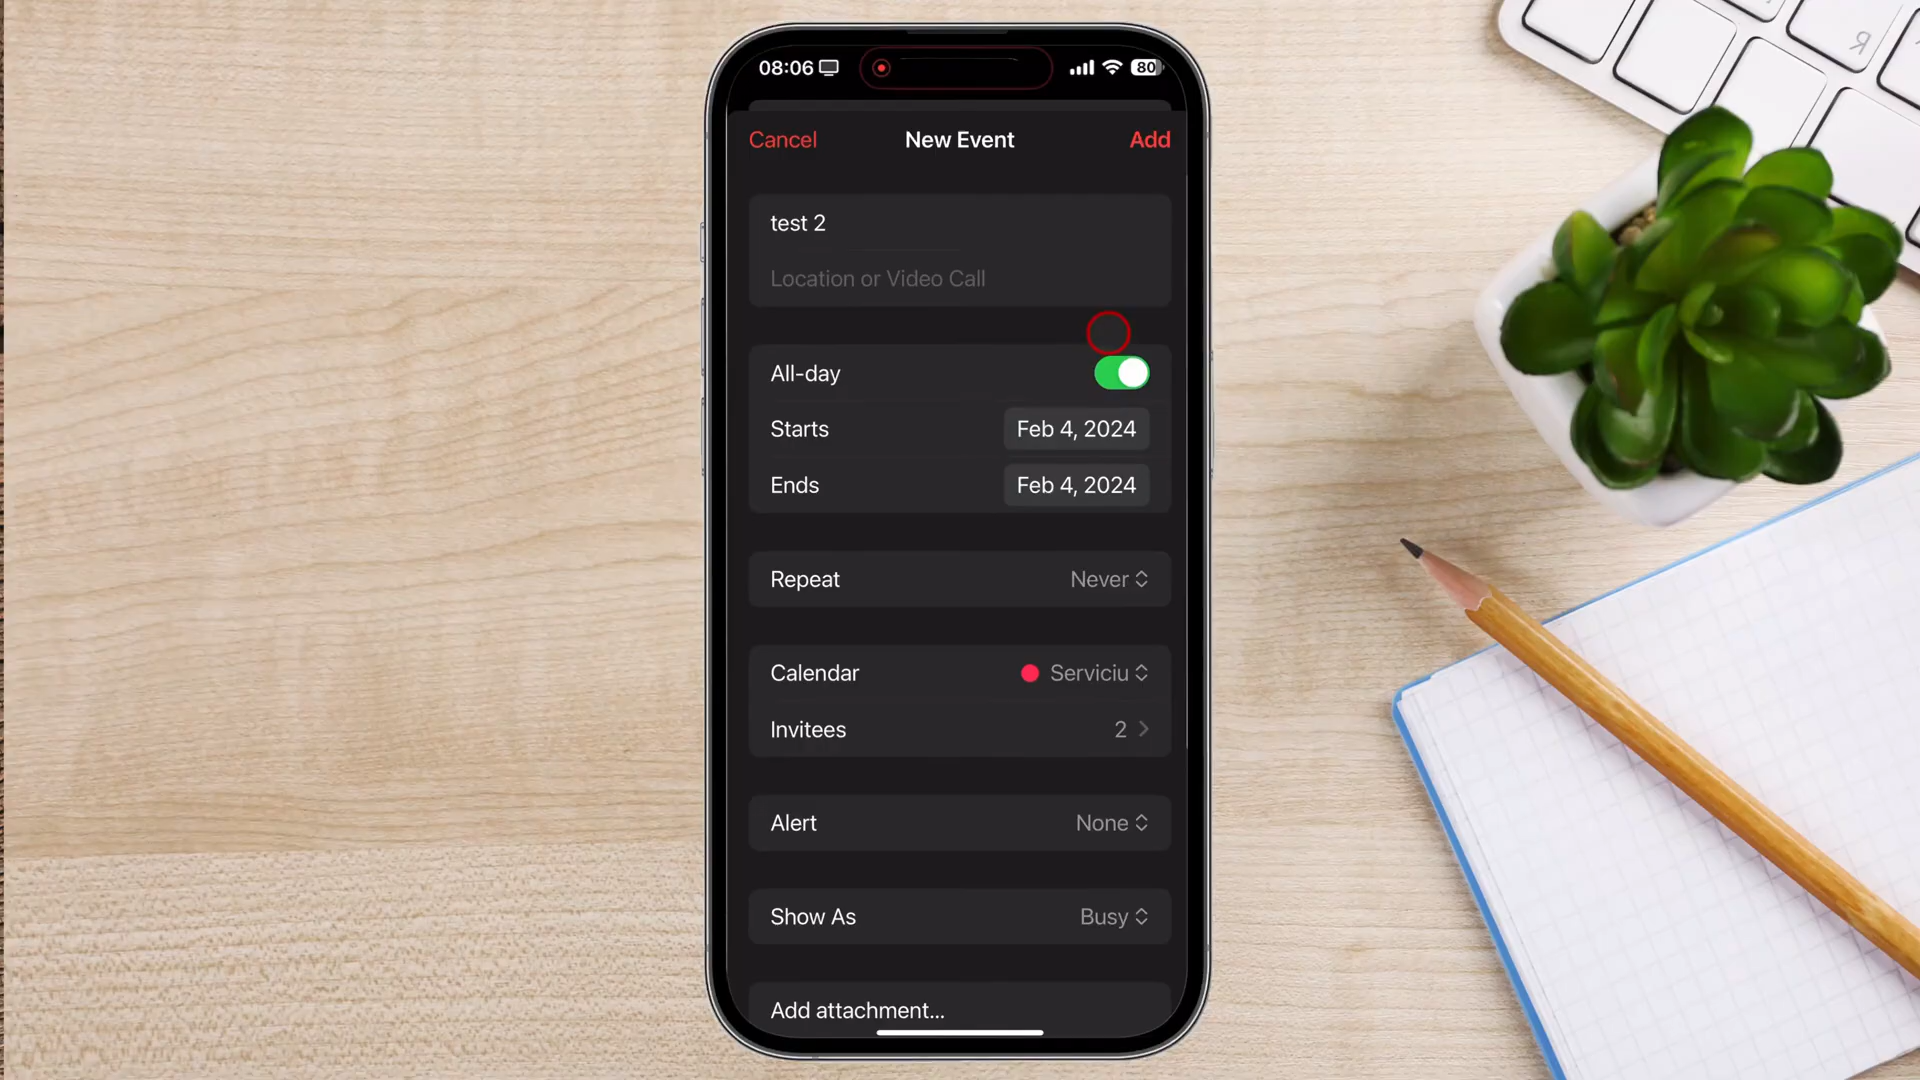 08:06 80
Cancel New Event Add
test 2
Location or Video Call
All-day
Starts Feb 4, 2024
Ends Feb 4, 2024
Repeat Never
Calendar Serviciu
Invitees 2
Alert None
Show As Busy
Add attachment...
R